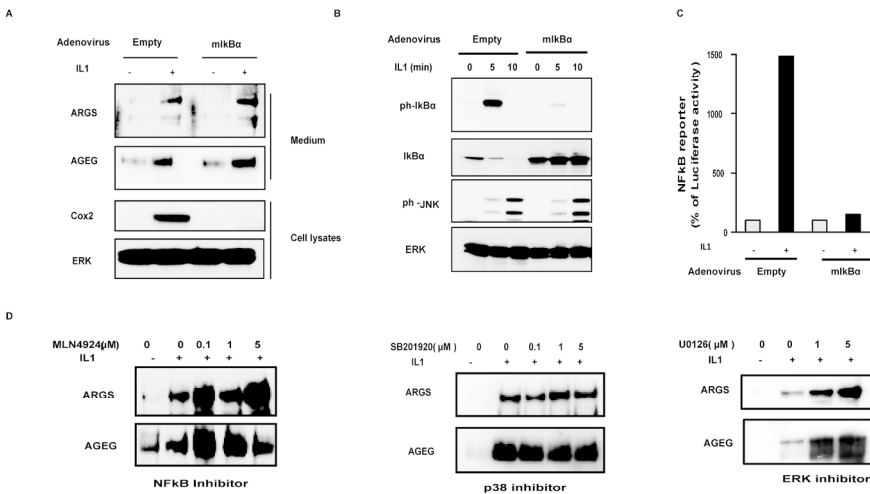 A
Adenovirus Empty mIkBα
IL1 - + - +
ARGS
AGEG
Medium
Cox2
ERK
Cell lysates
B
Adenovirus Empty mIkBα
IL1 (min) 0 5 10 0 5 10
ph-IkBα
IkBα
ph -JNK
ERK
C
NFkB reporter
(% of Luciferase activity)
1500
1000
500
0
IL1 - + - +
Adenovirus Empty mIkBα
D
MLN4924(μM) 0 0 0.1 1 5
IL1 - + + + +
ARGS
AGEG
NFkB Inhibitor
SB201920( μM ) 0 0 0.1 1 5
IL1 - + + + +
ARGS
AGEG
p38 inhibitor
U0126( μM ) 0 0 1 5
IL1 - + + +
ARGS
AGEG
ERK inhibitor